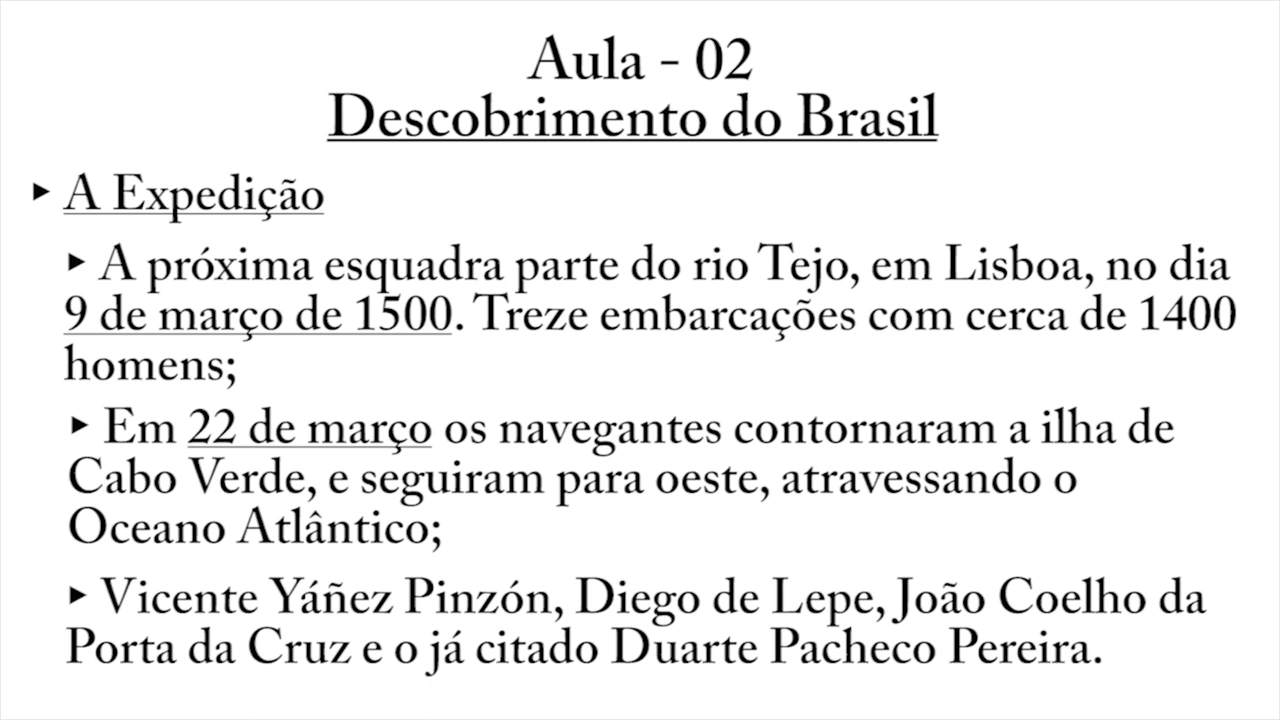 Aula - 02
Descobrimento do Brasil
‣ A Expedição
‣ A próxima esquadra parte do rio Tejo, em Lisboa, no dia
9 de março de 1500. Treze embarcações com cerca de 1400
homens;
‣ Em 22 de março os navegantes contornaram a ilha de
Cabo Verde, e seguiram para oeste, atravessando o
Oceano Atlântico;
‣ Vicente Yáñez Pinzón, Diego de Lepe, João Coelho da
Porta da Cruz e o já citado Duarte Pacheco Pereira.